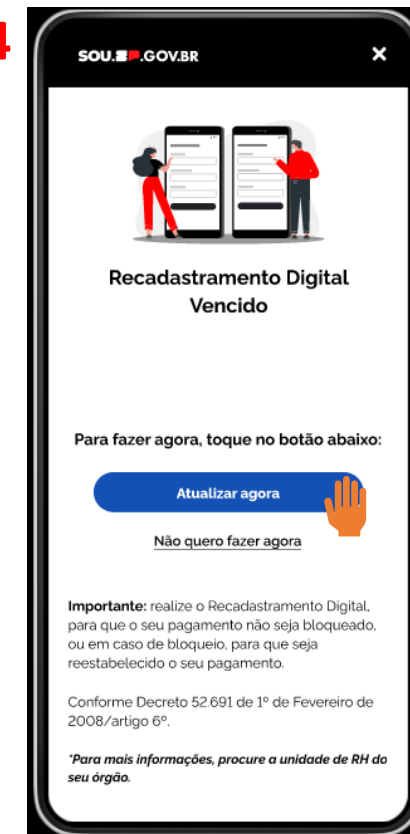 4
SOU.SP.GOV.BR ×
Recadastramento Digital
Vencido
Para fazer agora, toque no botão abaixo:
Atualizar agora
Não quero fazer agora
Importante: realize o Recadastramento Digital,
para que o seu pagamento não seja bloqueado,
ou em caso de bloqueio, para que seja
reestabelecido o seu pagamento.
Conforme Decreto 52.691 de 1º de Fevereiro de
2008/artigo 6º.
*Para mais informações, procure a unidade de RH do
seu órgão.